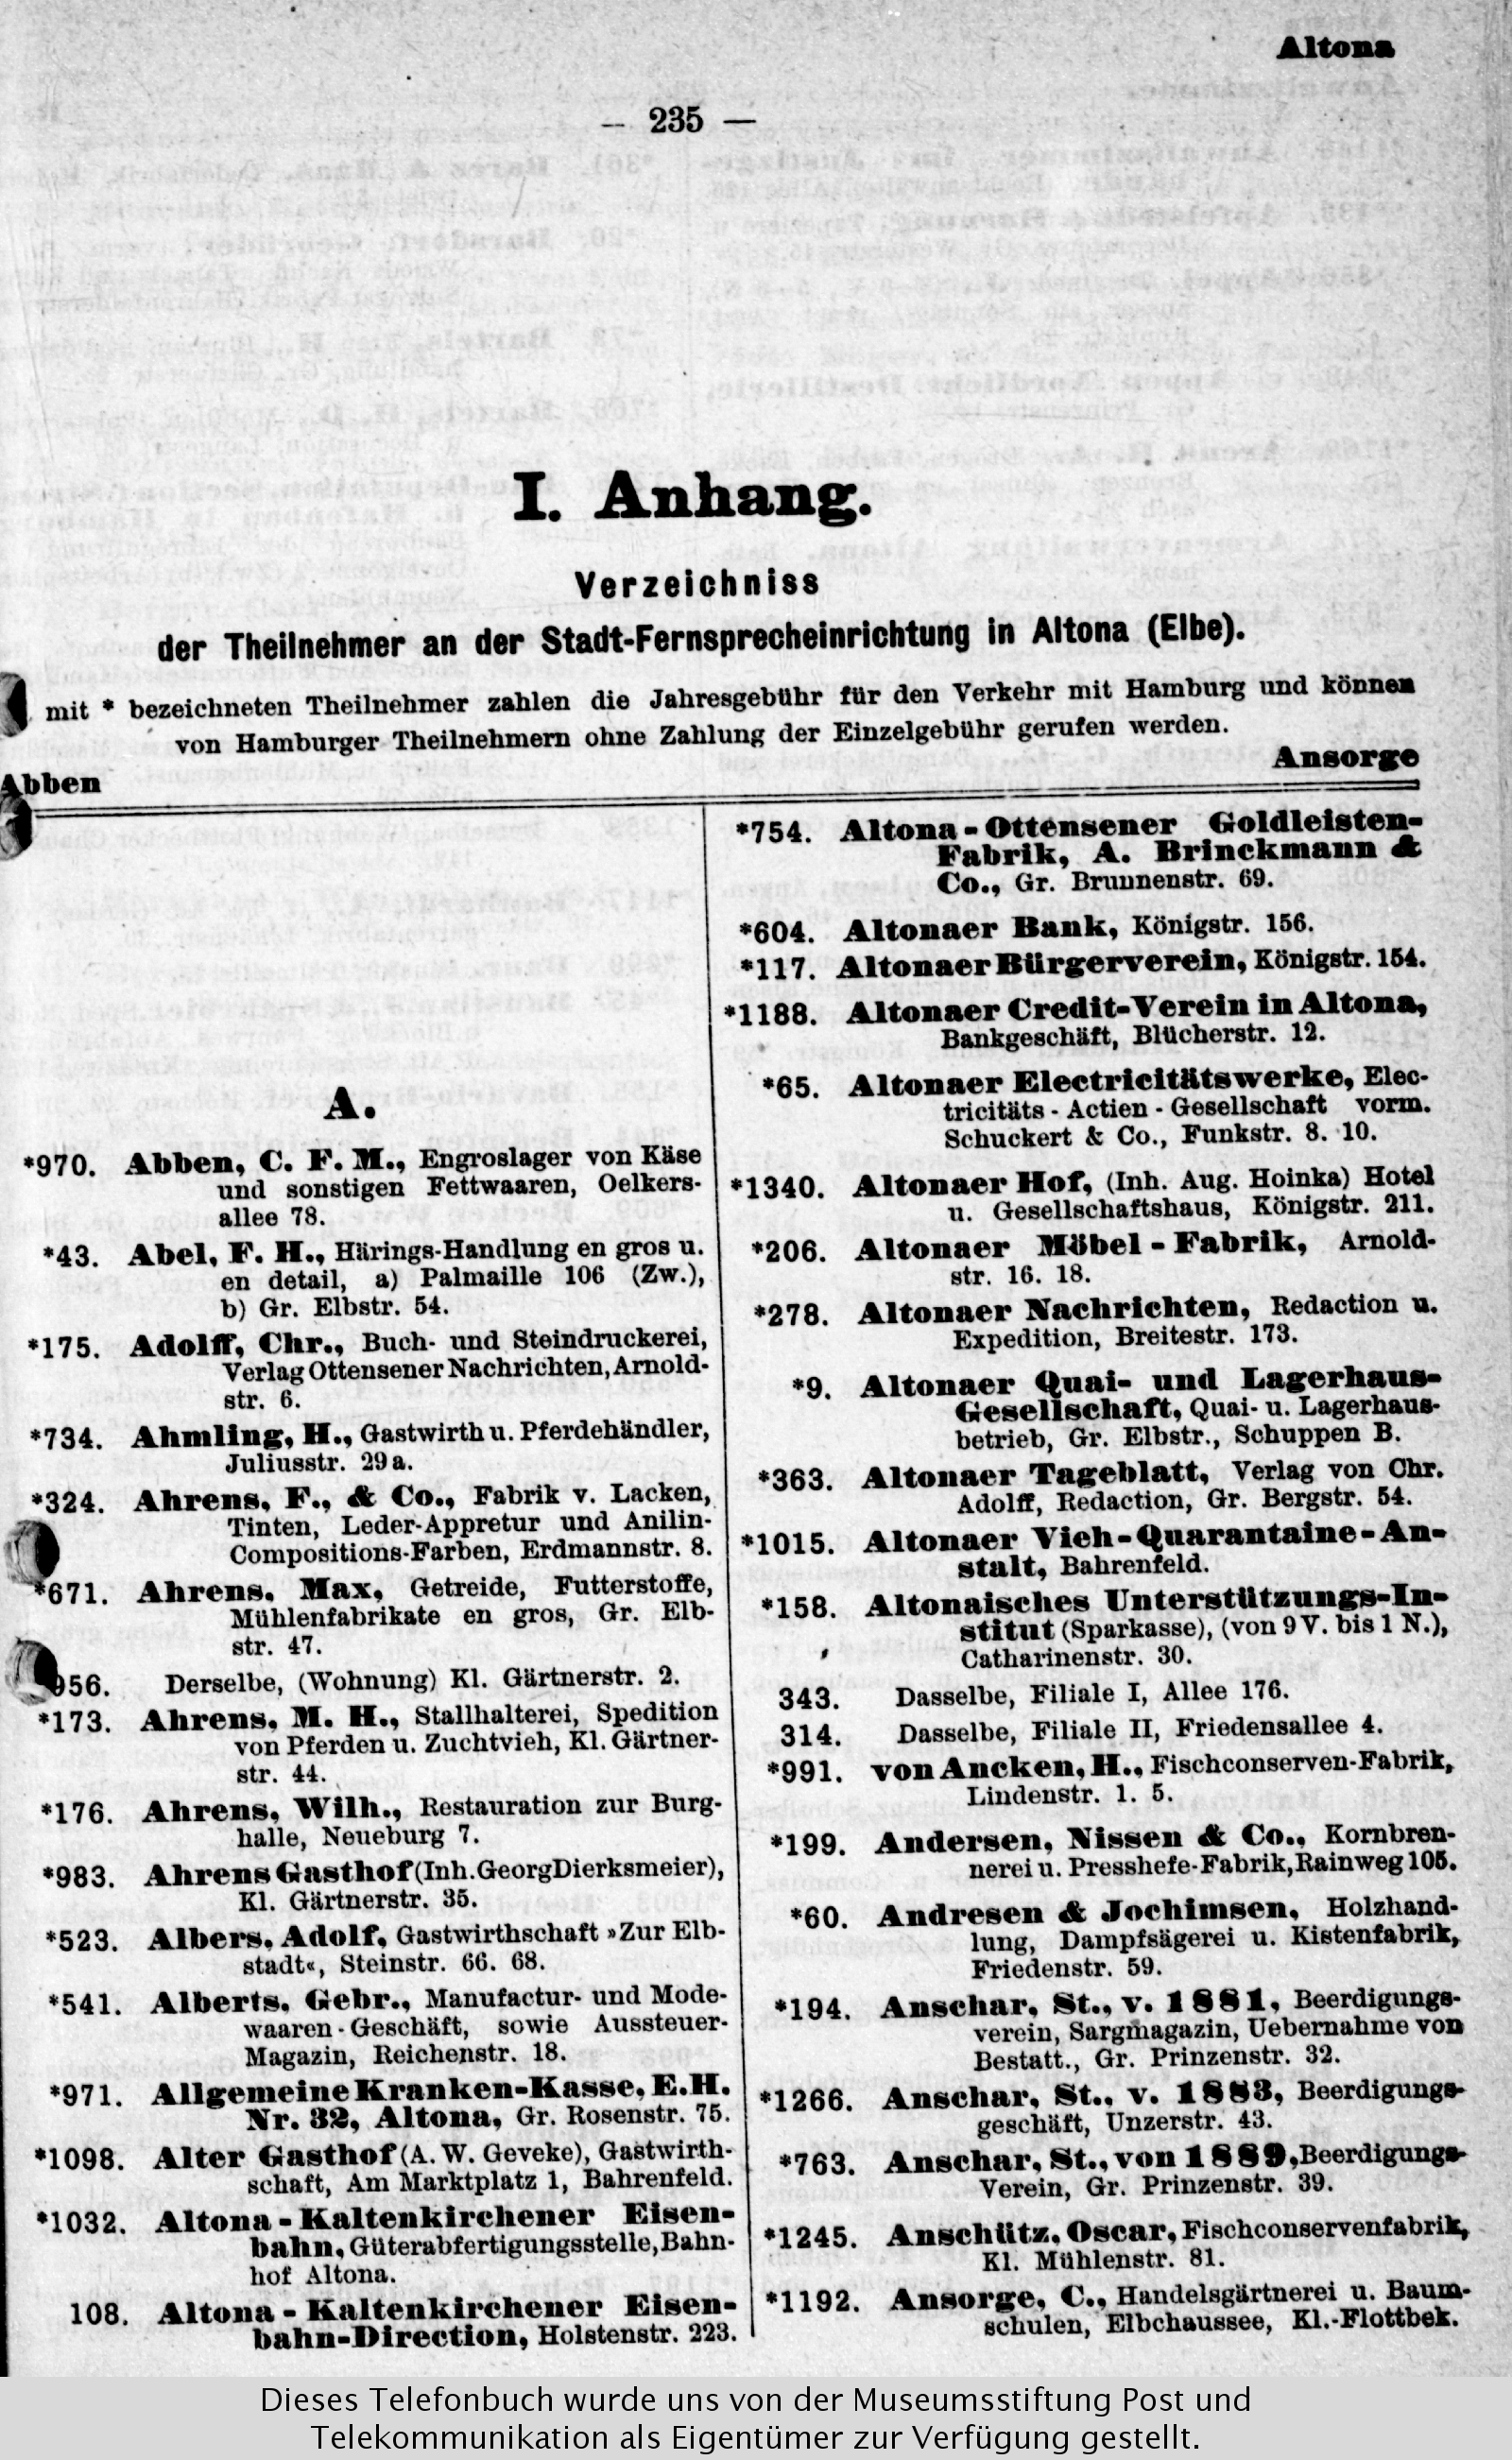 Altona
— 235 —
I. Anhang.
Verzeichniss
der Theilnehmer an der Stadt-Fernsprecheinrichtung in Altona (Elbe).
mit * bezeichneten Theilnehmer zahlen die Jahresgebühr für den Verkehr mit Hamburg und können
von Hamburger Theilnehmern ohne Zahlung der Einzelgebühr gerufen werden.
Abben
Ansorge
A.
*970. Abben, C. F. M., Engroslager von Käse
und sonstigen Fettwaaren, Oelkers-
allee 78.
*43. Abel, F. H., Härings-Handlung en gros u.
en detail, a) Palmaille 106 (Zw.),
b) Gr. Elbstr. 54.
*175. Adolff, Chr., Buch- und Steindruckerei,
Verlag Ottensener Nachrichten, Arnold-
str. 6.
*734. Ahmling, H., Gastwirth u. Pferdehändler,
Juliusstr. 29a.
*324. Ahrens, F., & Co., Fabrik v. Lacken,
Tinten, Leder-Appretur und Anilin-
Compositions-Farben, Erdmannstr. 8.
*671. Ahrens, Max, Getreide, Futterstoffe,
Mühlenfabrikate en gros, Gr. Elb-
str. 47.
956. Derselbe, (Wohnung) Kl. Gärtnerstr. 2.
*173. Ahrens, M. H., Stallhalterei, Spedition
von Pferden u. Zuchtvieh, Kl. Gärtner-
str. 44.
*176. Ahrens, Wilh., Restauration zur Burg-
halle, Neueburg 7.
*983. Ahrens Gasthof (Inh. Georg Dierksmeier),
Kl. Gärtnerstr. 35.
*523. Albers, Adolf, Gastwirthschaft »Zur Elb-
stadt«, Steinstr. 66. 68.
*541. Alberts, Gebr., Manufactur- und Mode-
waaren-Geschäft, sowie Aussteuer-
Magazin, Reichenstr. 18.
*971. Allgemeine Kranken-Kasse, E.H.
Nr. 32, Altona, Gr. Rosenstr. 75.
*1098. Alter Gasthof (A. W. Geveke), Gastwirth-
schaft, Am Marktplatz 1, Bahrenfeld.
*1032. Altona-Kaltenkirchener Eisen-
bahn, Güterabfertigungsstelle, Bahn-
hof Altona.
108. Altona-Kaltenkirchener Eisen-
bahn-Direction, Holstenstr. 223.
*754. Altona-Ottensener Goldleisten-
Fabrik, A. Brinckmann &
Co., Gr. Brunnenstr. 69.
*604. Altonaer Bank, Königstr. 156.
*117. Altonaer Bürgerverein, Königstr. 154.
*1188. Altonaer Credit-Verein in Altona,
Bankgeschäft, Blücherstr. 12.
*65. Altonaer Electricitätswerke, Elec-
tricitäts-Actien-Gesellschaft vorm.
Schuckert & Co., Funkstr. 8. 10.
*1340. Altonaer Hof, (Inh. Aug. Hoinka) Hotel
u. Gesellschaftshaus, Königstr. 211.
*206. Altonaer Möbel-Fabrik, Arnold-
str. 16. 18.
*278. Altonaer Nachrichten, Redaction u.
Expedition, Breitestr. 173.
*9. Altonaer Quai- und Lagerhaus-
Gesellschaft, Quai- u. Lagerhaus-
betrieb, Gr. Elbstr., Schuppen B.
*363. Altonaer Tageblatt, Verlag von Chr.
Adolff, Redaction, Gr. Bergstr. 54.
*1015. Altonaer Vieh-Quarantaine-An-
stalt, Bahrenfeld.
*158. Altonaisches Unterstützungs-In-
stitut (Sparkasse), (von 9 V. bis 1 N.),
Catharinenstr. 30.
343. Dasselbe, Filiale I, Allee 176.
314. Dasselbe, Filiale II, Friedensallee 4.
*991. von Ancken, H., Fischconserven-Fabrik,
Lindenstr. 1. 5.
*199. Andersen, Nissen & Co., Kornbren-
nerei u. Presshefe-Fabrik, Rainweg 105.
*60. Andresen & Jochimsen, Holzhand-
lung, Dampfsägerei u. Kistenfabrik,
Friedenstr. 59.
*194. Anschar, St., v. 1881, Beerdigungs-
verein, Sargmagazin, Uebernahme von
Bestatt., Gr. Prinzenstr. 32.
*1266. Anschar, St., v. 1883, Beerdigungs-
geschäft, Unzerstr. 43.
*763. Anschar, St., von 1889, Beerdigungs-
Verein, Gr. Prinzenstr. 39.
*1245. Anschütz, Oscar, Fischconservenfabrik,
Kl. Mühlenstr. 81.
*1192. Ansorge, C., Handelsgärtnerei u. Baum-
schulen, Elbchaussee, Kl.-Flottbek.
Dieses Telefonbuch wurde uns von der Museumsstiftung Post und
Telekommunikation als Eigentümer zur Verfügung gestellt.